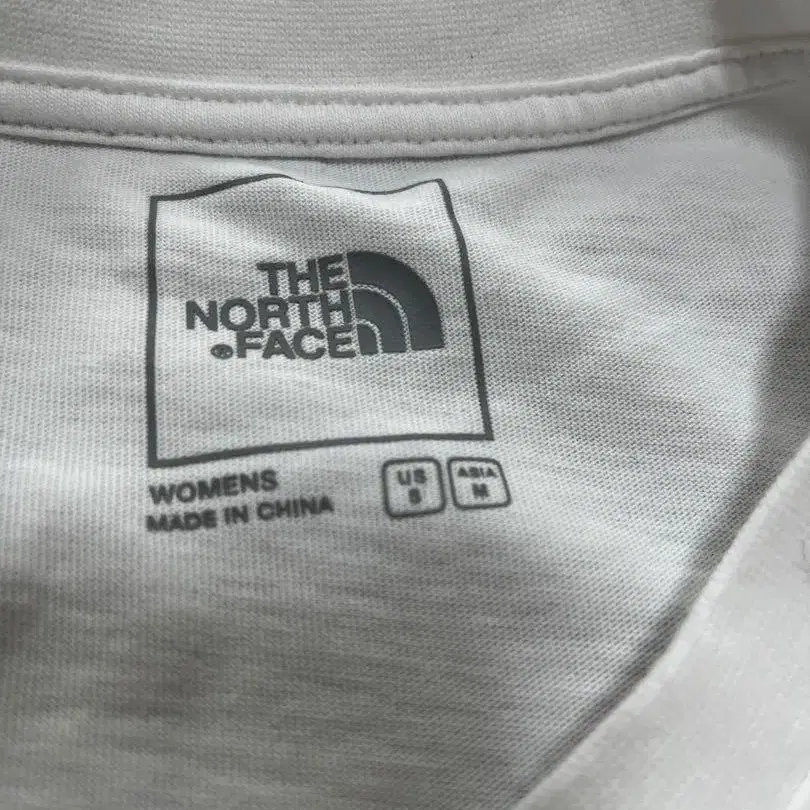 THE
NORTH
®FACE
WOMENS
MADE IN CHINA
US
S
ASIA
M